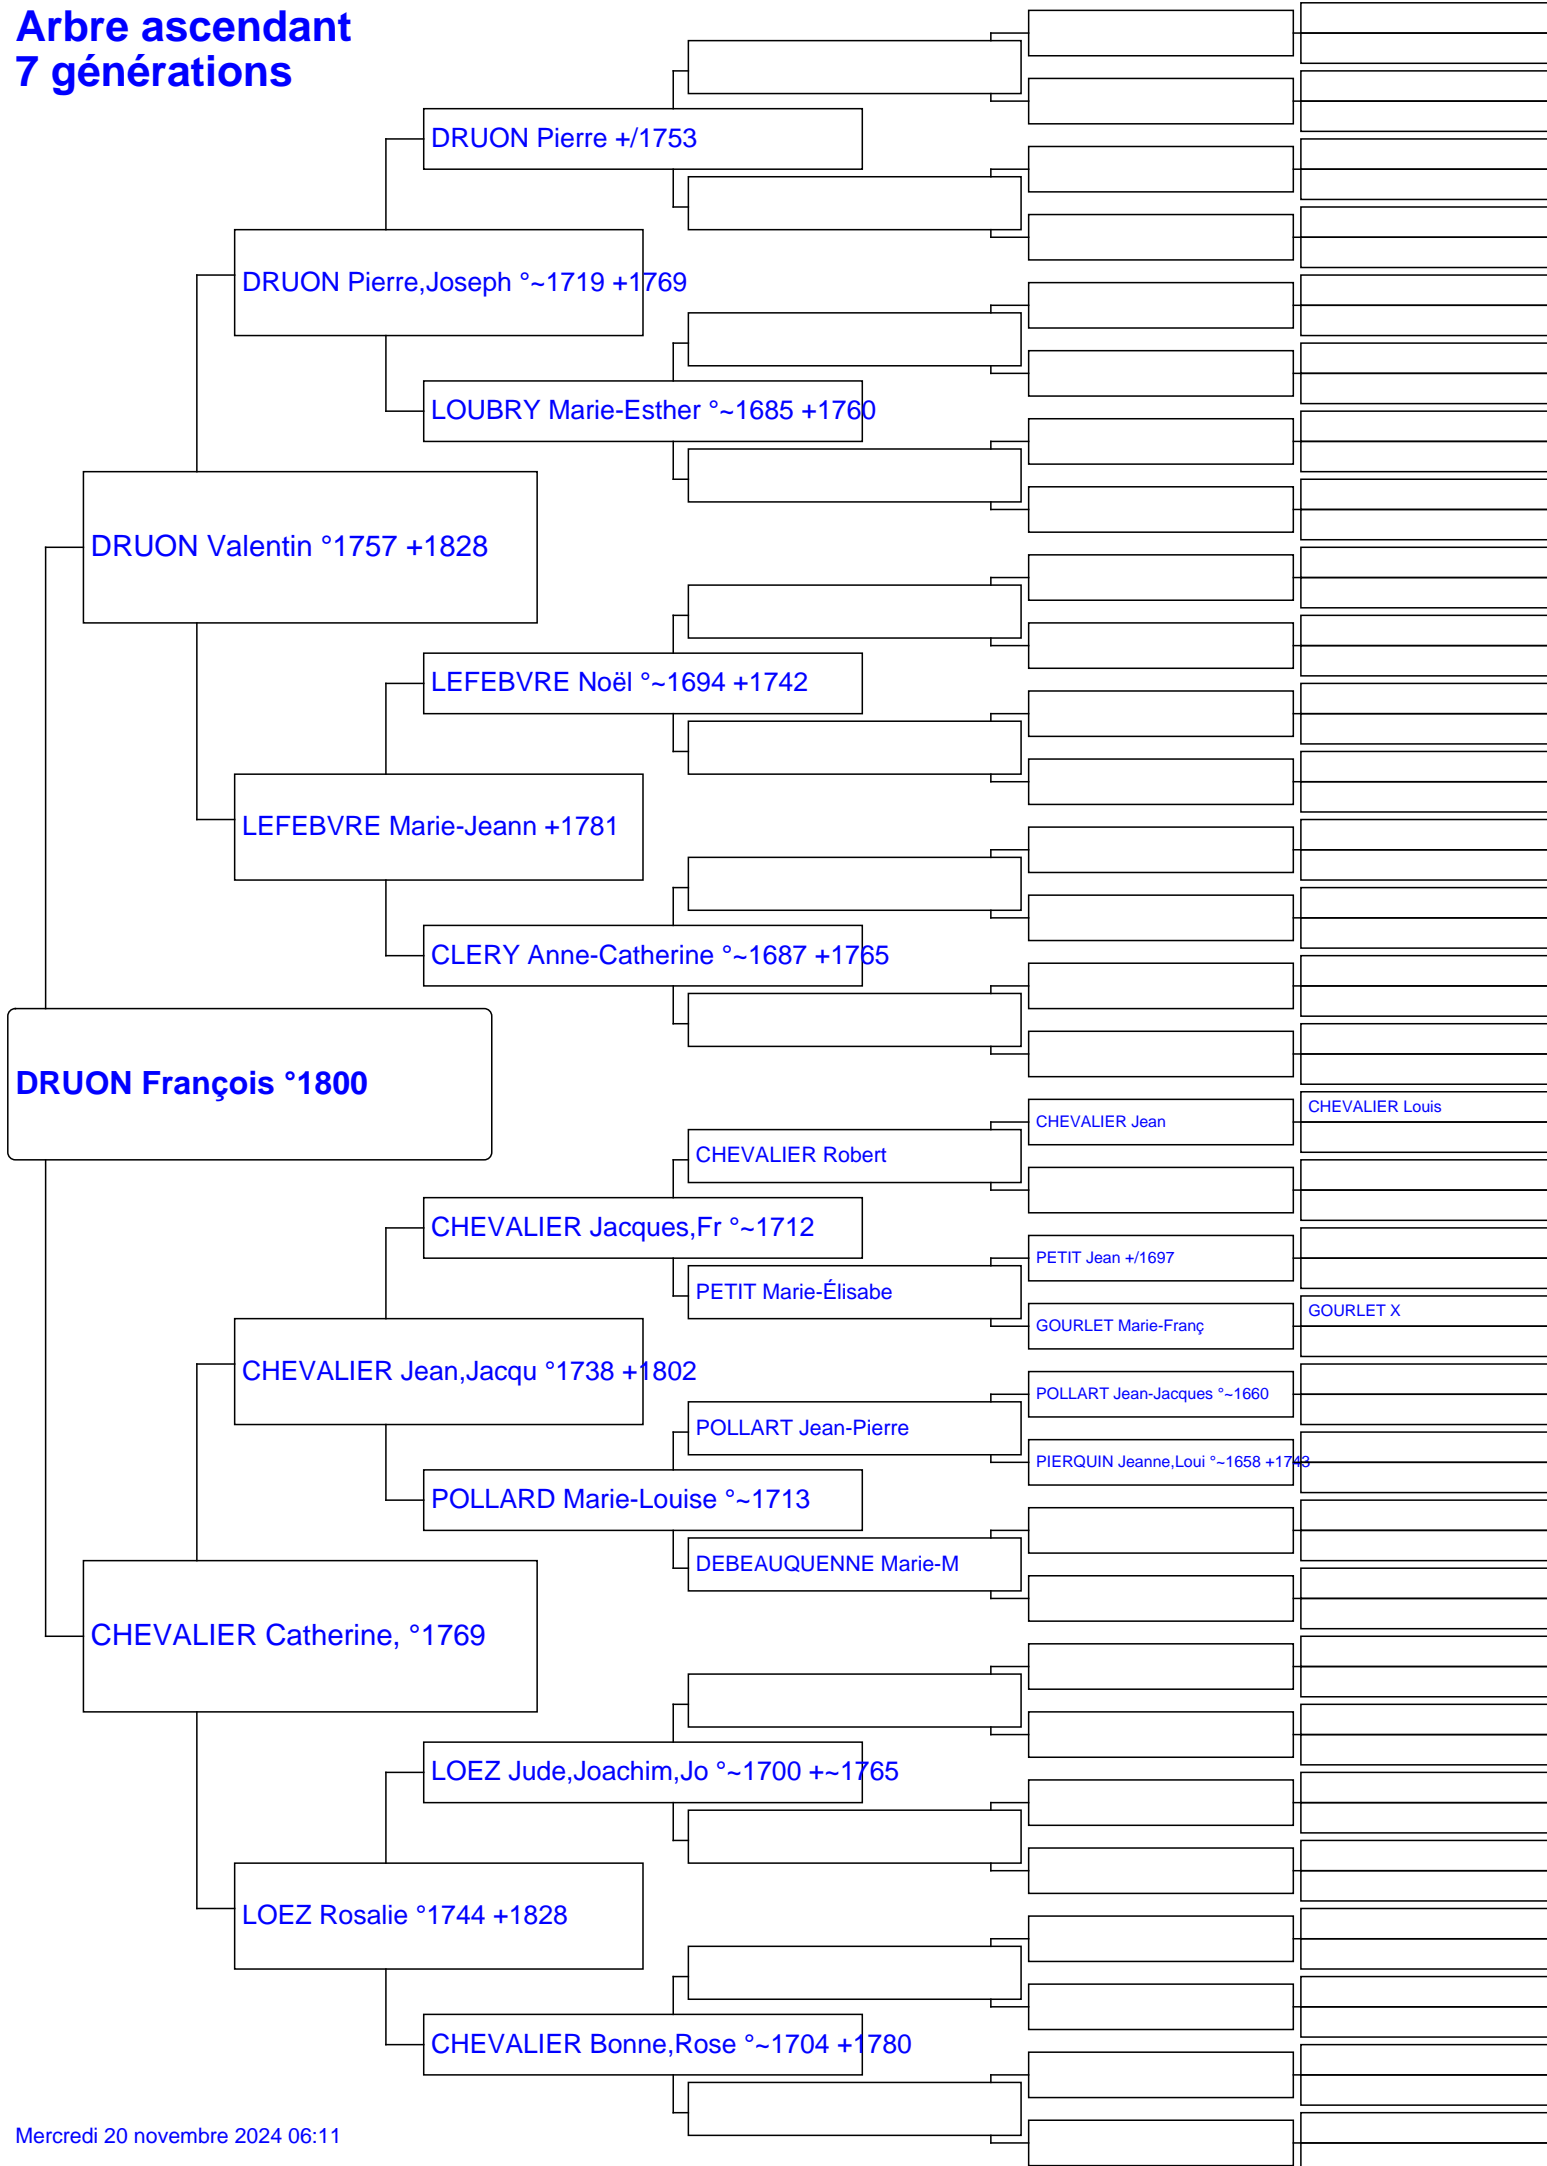 Arbre ascendant
7 générations
DRUON Pierre +/1753
DRUON Pierre,Joseph °~1719 +1769
LOUBRY Marie-Esther °~1685 +1760
DRUON Valentin °1757 +1828
LEFEBVRE Noël °~1694 +1742
LEFEBVRE Marie-Jeann +1781
CLERY Anne-Catherine °~1687 +1765
DRUON François °1800
CHEVALIER Louis
CHEVALIER Jean
CHEVALIER Robert
CHEVALIER Jacques,Fr °~1712
PETIT Jean +/1697
PETIT Marie-Élisabe
GOURLET X
GOURLET Marie-Franç
CHEVALIER Jean,Jacqu °1738 +1802
POLLART Jean-Jacques °~1660
POLLART Jean-Pierre
PIERQUIN Jeanne,Loui °~1658 +1743
POLLARD Marie-Louise °~1713
DEBEAUQUENNE Marie-M
CHEVALIER Catherine, °1769
LOEZ Jude,Joachim,Jo °~1700 +~1765
LOEZ Rosalie °1744 +1828
CHEVALIER Bonne,Rose °~1704 +1780
Mercredi 20 novembre 2024 06:11